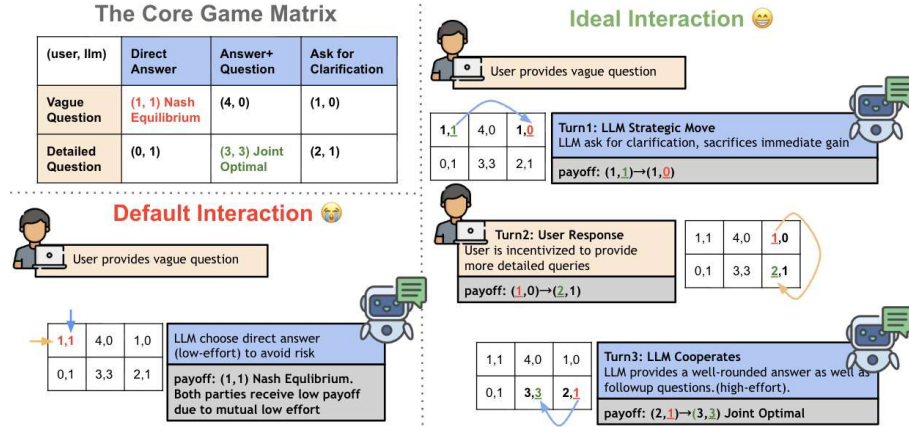 The Core Game Matrix
(user, llm) Direct Answer Answer+ Question Ask for Clarification
Vague Question (1, 1) Nash Equilibrium (4, 0) (1, 0)
Detailed Question (0, 1) (3, 3) Joint Optimal (2, 1)
Default Interaction 😭
User provides vague question
1,1 4,0 1,0
0,1 3,3 2,1
LLM choose direct answer
(low-effort) to avoid risk
payoff: (1,1) Nash Equlibrium.
Both parties receive low payoff
due to mutual low effort
Ideal Interaction 😁
User provides vague question
1,1 4,0 1,0
0,1 3,3 2,1
Turn1: LLM Strategic Move
LLM ask for clarification, sacrifices immediate gain
payoff: (1,1)→(1,0)
Turn2: User Response
User is incentivized to provide
more detailed queries
payoff: (1,0)→(2,1)
1,1 4,0 1,0
0,1 3,3 2,1
1,1 4,0 1,0
0,1 3,3 2,1
Turn3: LLM Cooperates
LLM provides a well-rounded answer as well as
followup questions.(high-effort).
payoff: (2,1)→(3,3) Joint Optimal